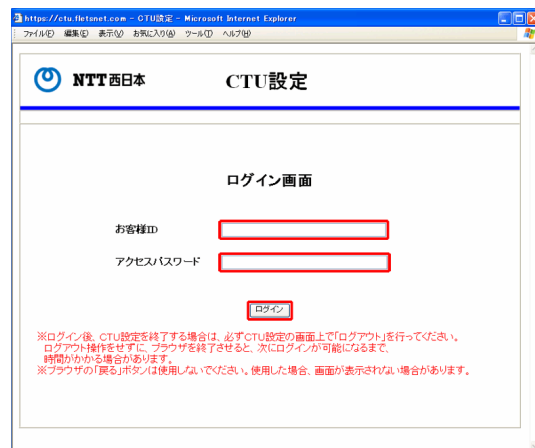 https://ctu.fletsnet.com - CTU設定 - Microsoft Internet Explorer
ファイル(F) 編集(E) 表示(V) お気に入り(A) ツール(T) ヘルプ(H)
NTT西日本 CTU設定
ログイン画面
お客様ID
アクセスパスワード
ログイン
※ログイン後、CTU設定を終了する場合は、必ずCTU設定の画面上で「ログアウト」を行ってください。
ログアウト操作をせずに、ブラウザを終了させると、次にログインが可能になるまで、
時間がかかる場合があります。
※ブラウザの「戻る」ボタンは使用しないでください。使用した場合、画面が表示されない場合があります。